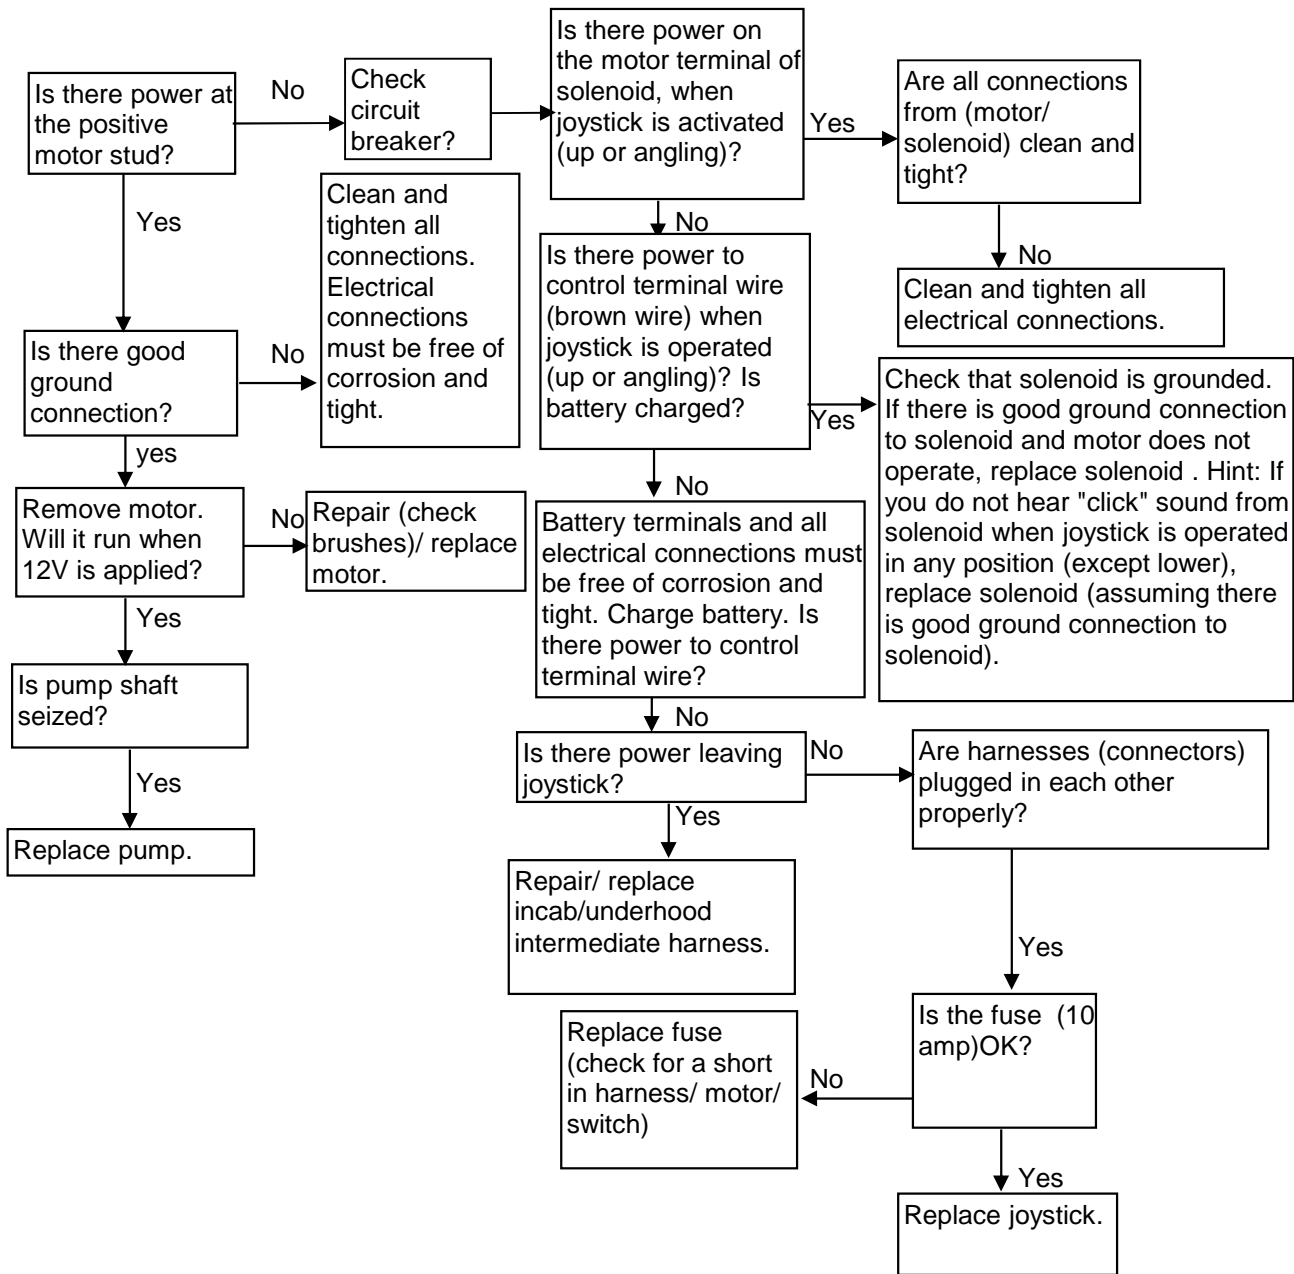 Is there power at
the positive
motor stud?
No
Check
circuit
breaker?
Is there power on
the motor terminal of
solenoid, when
joystick is activated
(up or angling)?
Yes
Are all connections
from (motor/
solenoid) clean and
tight?
No
Clean and tighten all
electrical connections.
Yes
Is there good
ground
connection?
No
Clean and
tighten all
connections.
Electrical
connections
must be free of
corrosion and
tight.
No
Is there power to
control terminal wire
(brown wire) when
joystick is operated
(up or angling)? Is
battery charged?
Yes
Check that solenoid is grounded.
If there is good ground connection
to solenoid and motor does not
operate, replace solenoid . Hint: If
you do not hear "click" sound from
solenoid when joystick is operated
in any position (except lower),
replace solenoid (assuming there
is good ground connection to
solenoid).
yes
Remove motor.
Will it run when
12V is applied?
No
Repair (check
brushes)/ replace
motor.
No
Battery terminals and all
electrical connections must
be free of corrosion and
tight. Charge battery. Is
there power to control
terminal wire?
Yes
Is pump shaft
seized?
Yes
Replace pump.
No
Is there power leaving
joystick?
No
Are harnesses (connectors)
plugged in each other
properly?
Yes
Repair/ replace
incab/underhood
intermediate harness.
Yes
Is the fuse  (10
amp)OK?
No
Replace fuse
(check for a short
in harness/ motor/
switch)
Yes
Replace joystick.